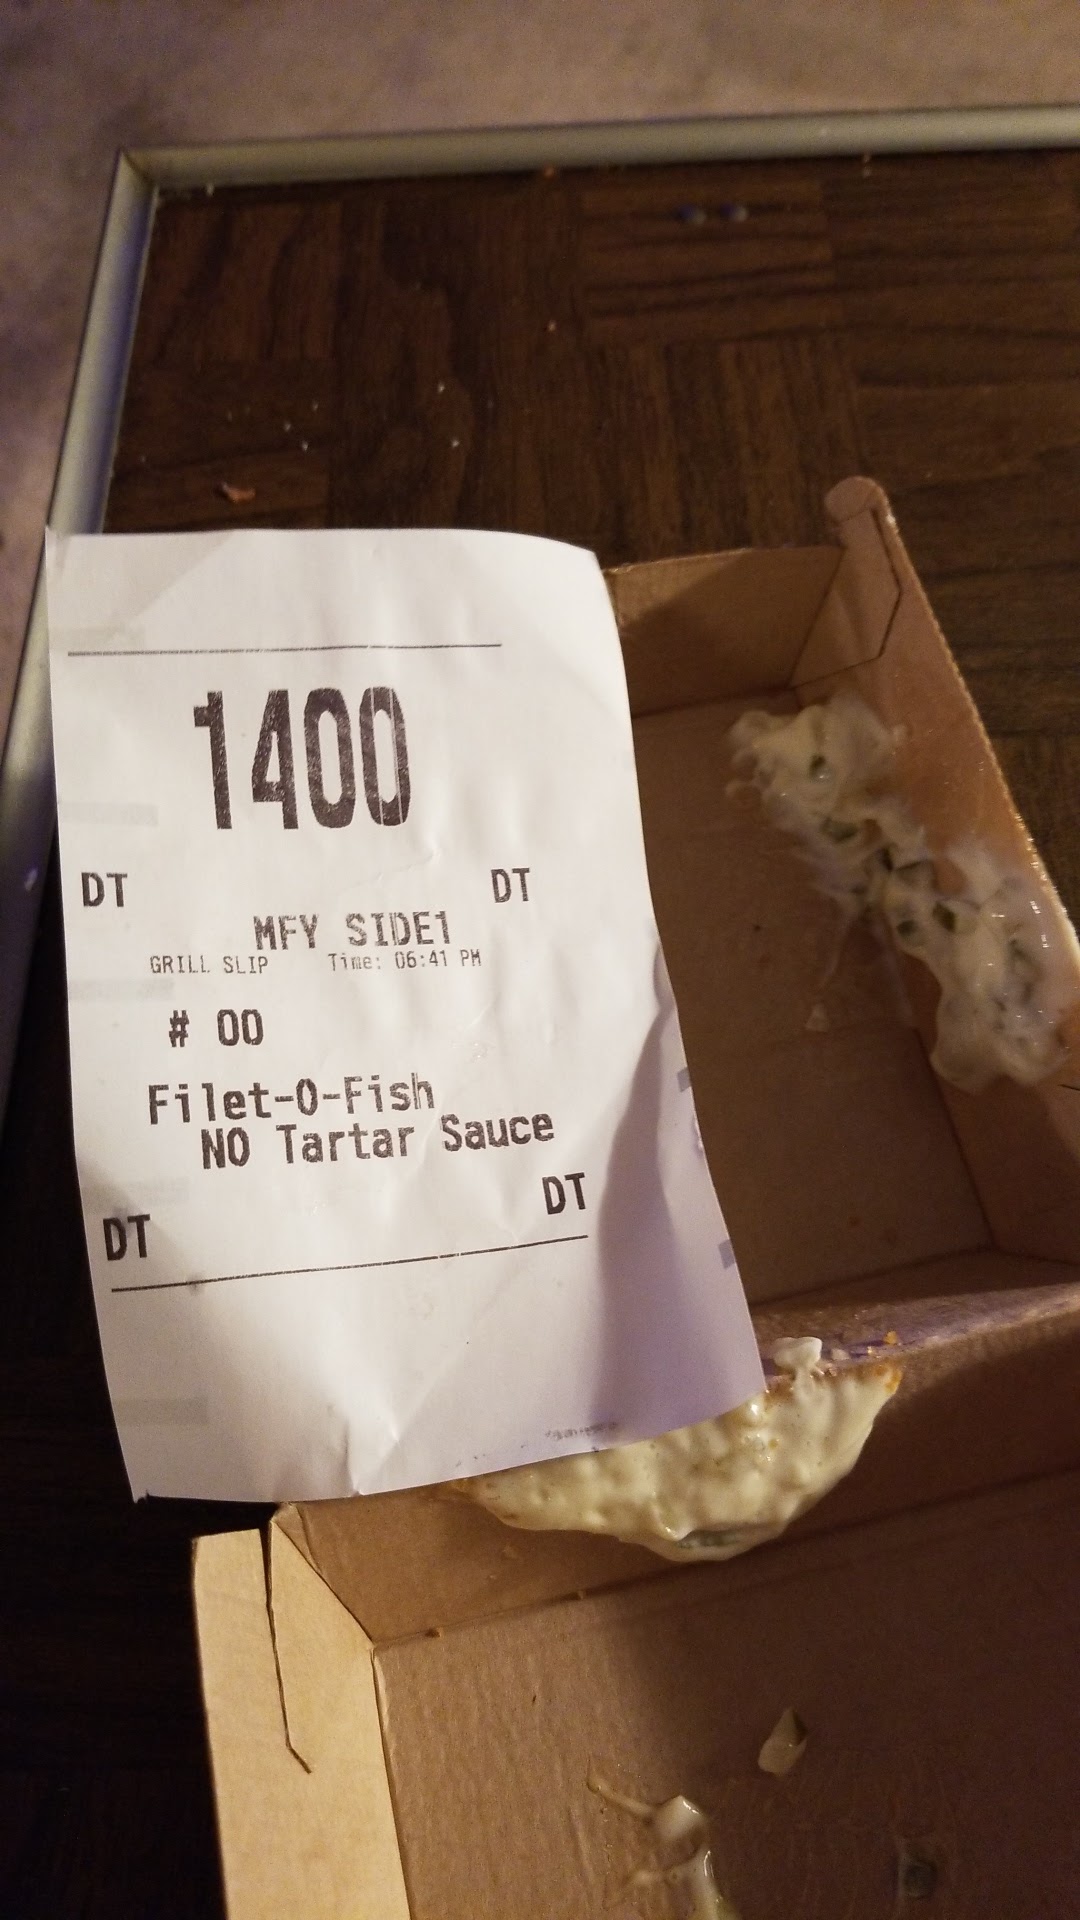 1400
DT DT
MFY SIDE1
GRILL SLIP Time: 06:41 PM
# 00
Filet-O-Fish
NO Tartar Sauce
DT DT